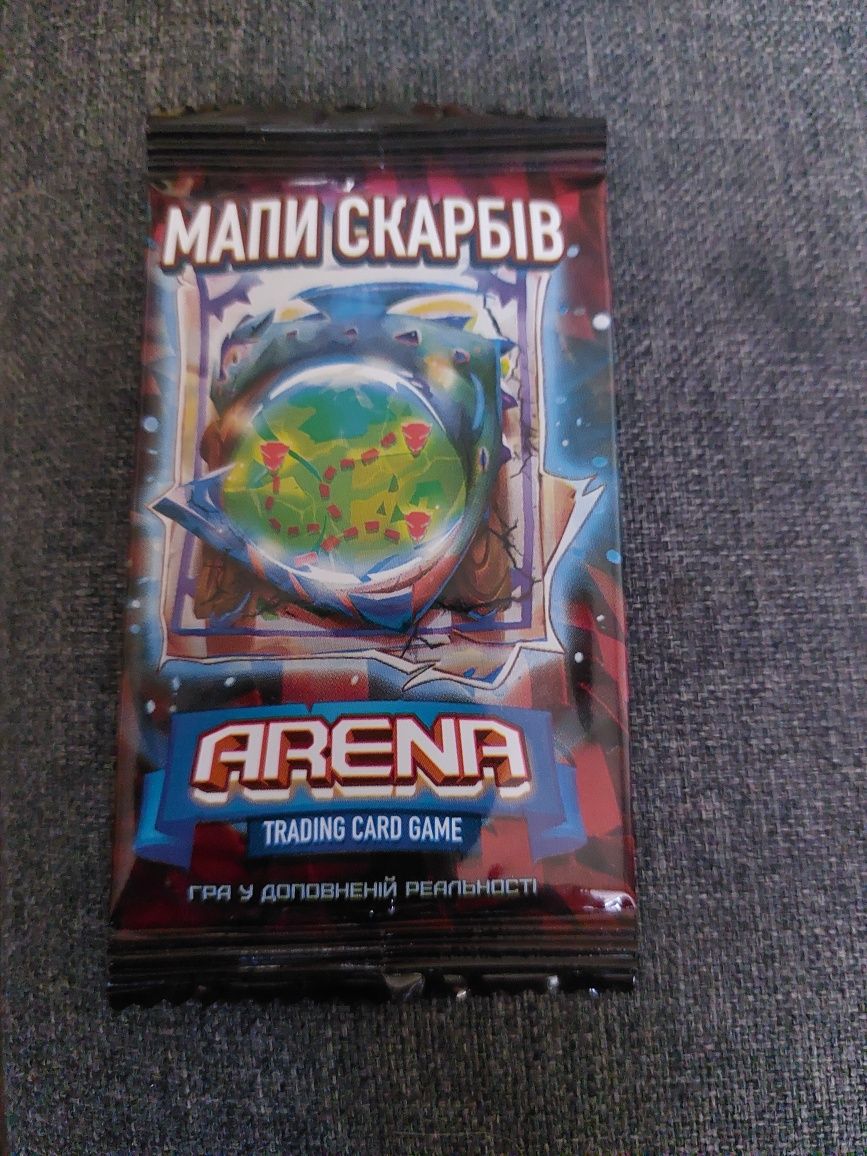 МАПИ СКАРБІВ
ARENA
TRADING CARD GAME
ГРА У ДОПОВНЕНІЙ РЕАЛЬНОСТІ